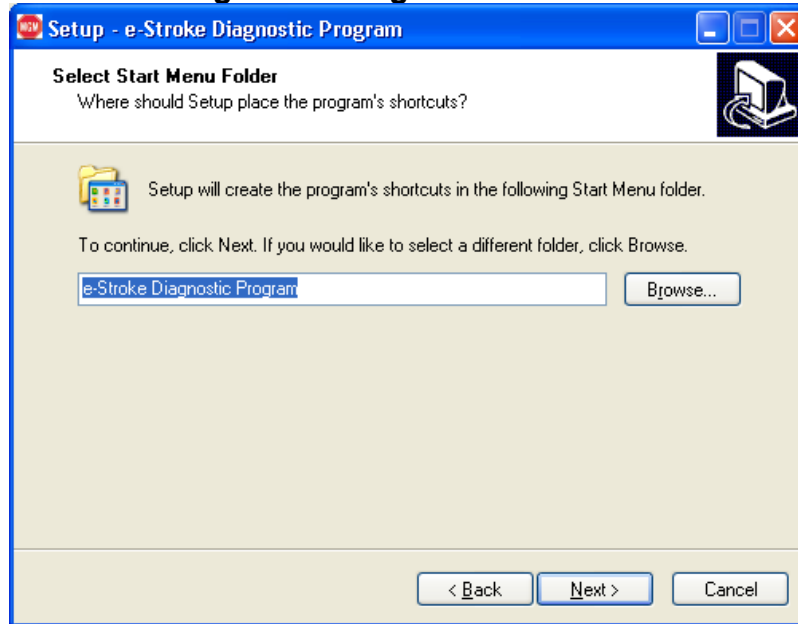 Setup - e-Stroke Diagnostic Program
Select Start Menu Folder
Where should Setup place the program's shortcuts?
Setup will create the program's shortcuts in the following Start Menu folder.
To continue, click Next. If you would like to select a different folder, click Browse.
e-Stroke Diagnostic Program
Browse...
< Back
Next >
Cancel